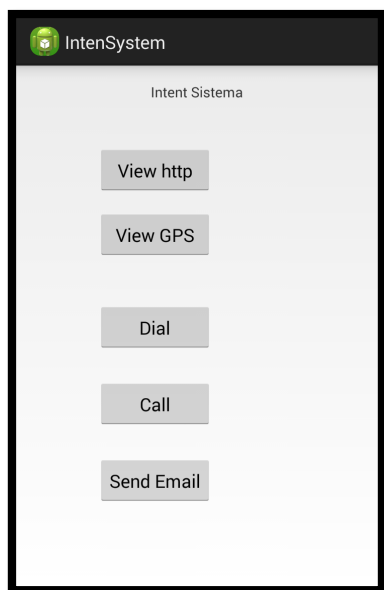 IntenSystem
Intent Sistema
View http
View GPS
Dial
Call
Send Email